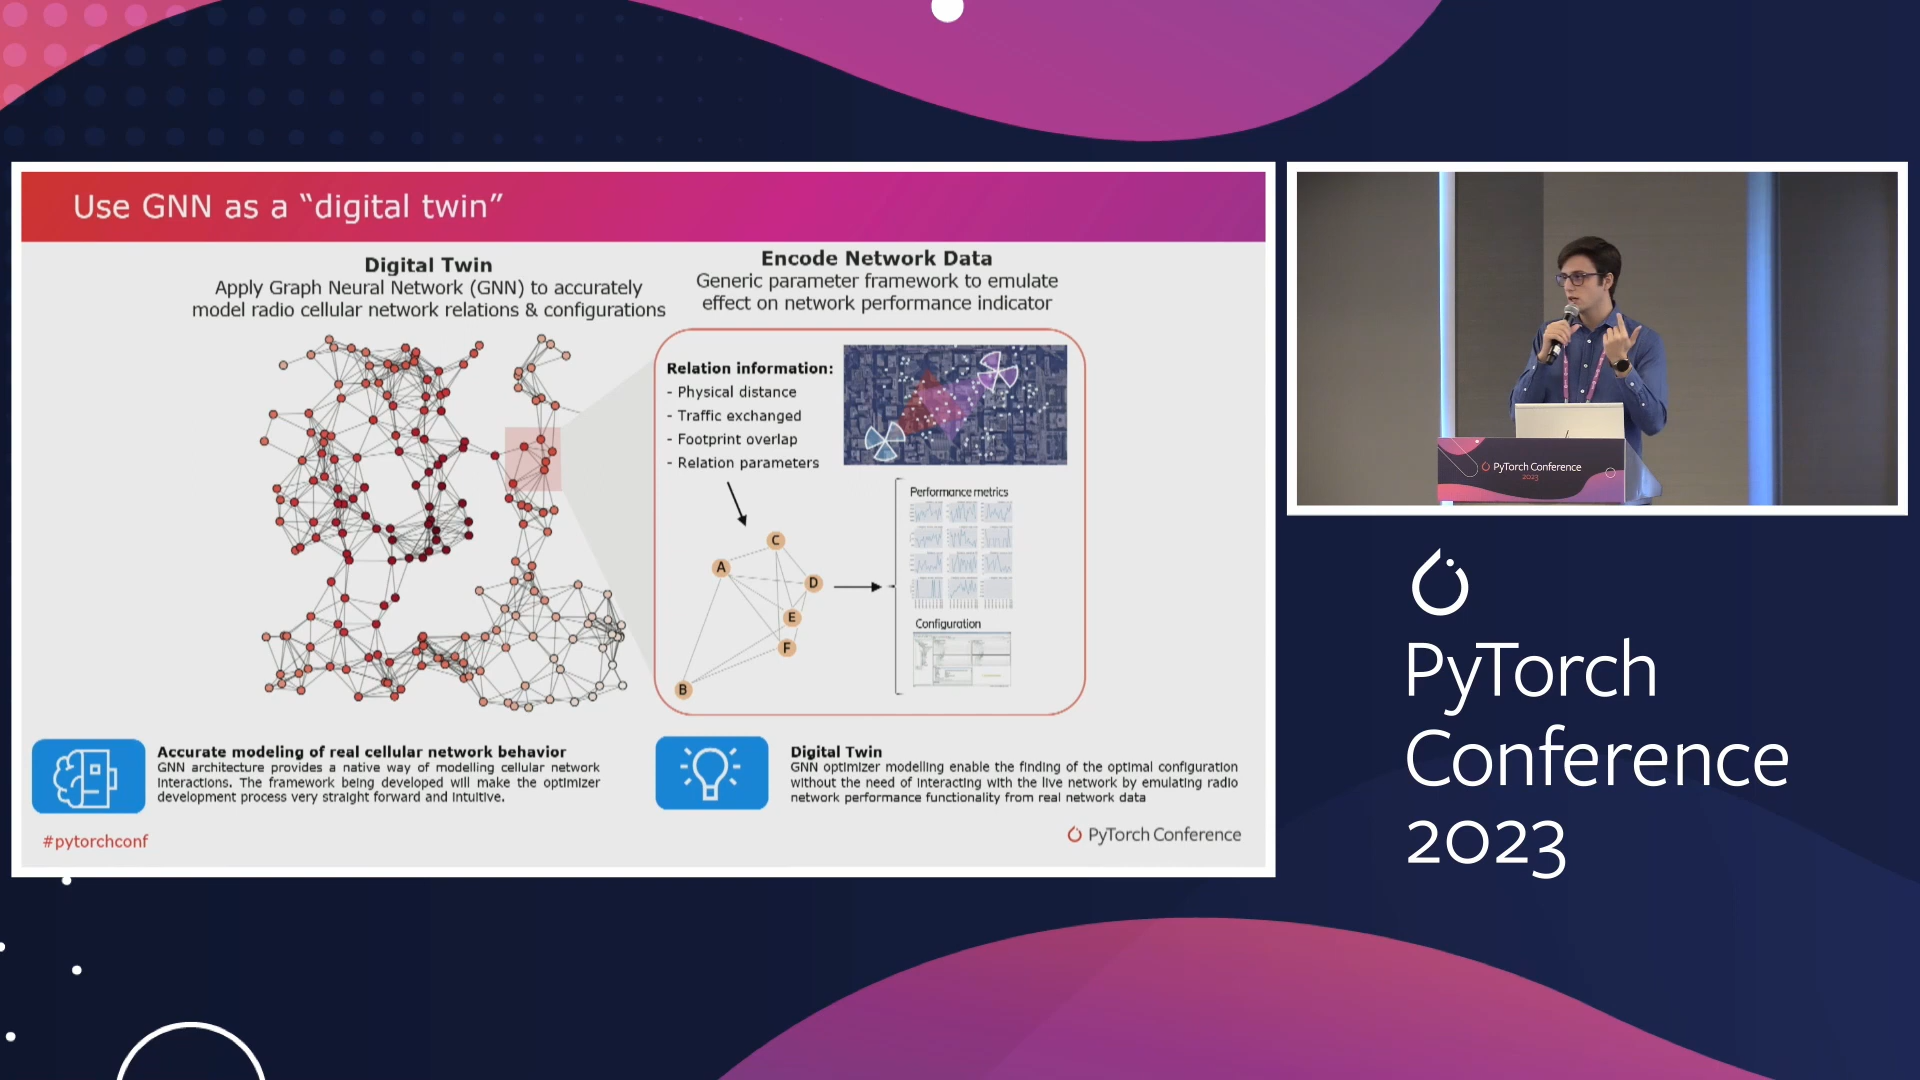 Use GNN as a “digital twin”
Digital Twin
Apply Graph Neural Network (GNN) to accurately
model radio cellular network relations & configurations
Encode Network Data
Generic parameter framework to emulate
effect on network performance indicator
Relation information:
- Physical distance
- Traffic exchanged
- Footprint overlap
- Relation parameters
C
A
D
E
F
B
Performance metrics
Configuration
Accurate modeling of real cellular network behavior
GNN architecture provides a native way of modelling cellular network
interactions. The framework being developed will make the optimizer
development process very straight forward and intuitive.
Digital Twin
GNN optimizer modelling enable the finding of the optimal configuration
without the need of interacting with the live network by emulating radio
network performance functionality from real network data
#pytorchconf
PyTorch Conference
PyTorch Conference
2023
PyTorch
Conference
2023